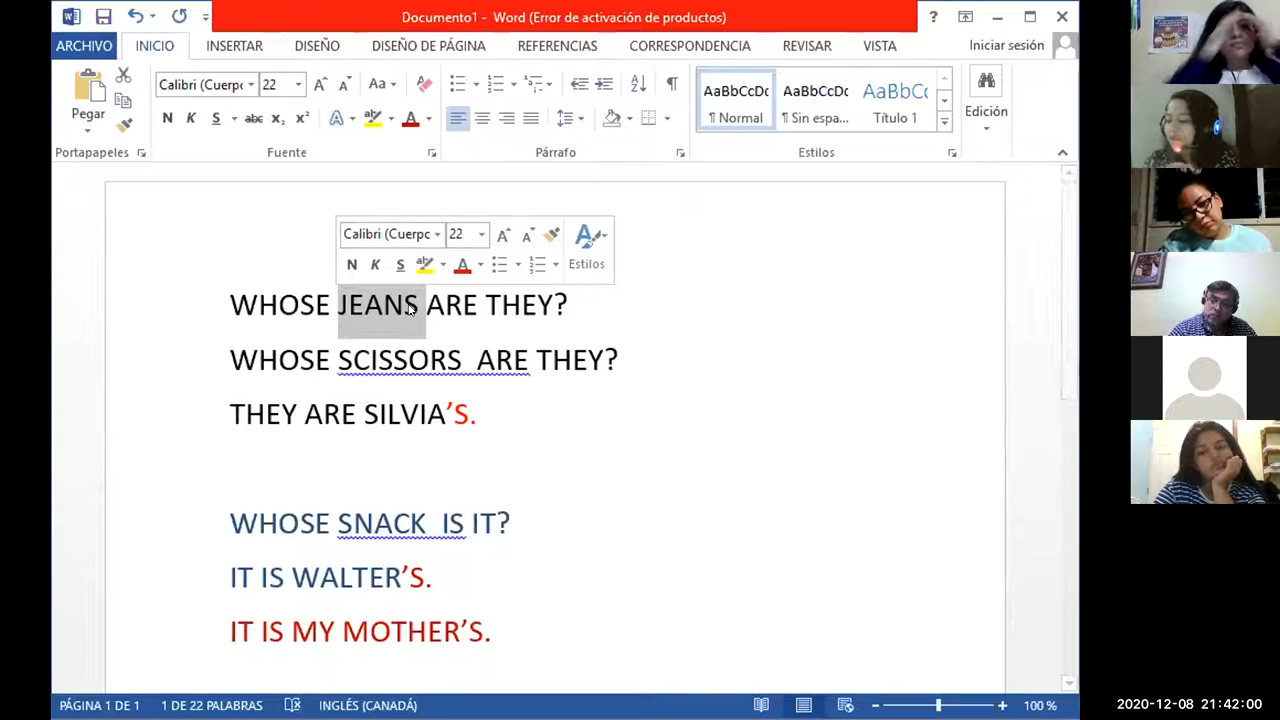 Documento1 - Word (Error de activación de productos)
ARCHIVO INICIO INSERTAR DISEÑO DISEÑO DE PÁGINA REFERENCIAS CORRESPONDENCIA REVISAR VISTA Iniciar sesión
Calibri (Cuerpo 22 Aa
AaBbCcDc AaBbCcDc AaBbCc
Pegar N K S abc x₂ x² A ¶ Normal ¶ Sin espa... Título 1 Edición
Portapapeles Fuente Párrafo Estilos
Calibri (Cuerpo 22
N K S A Estilos
WHOSE JEANS ARE THEY?
WHOSE SCISSORS  ARE THEY?
THEY ARE SILVIA’S.
WHOSE SNACK  IS IT?
IT IS WALTER’S.
IT IS MY MOTHER’S.
PÁGINA 1 DE 1 1 DE 22 PALABRAS INGLÉS (CANADÁ) 100 %
2020-12-08 21:42:00